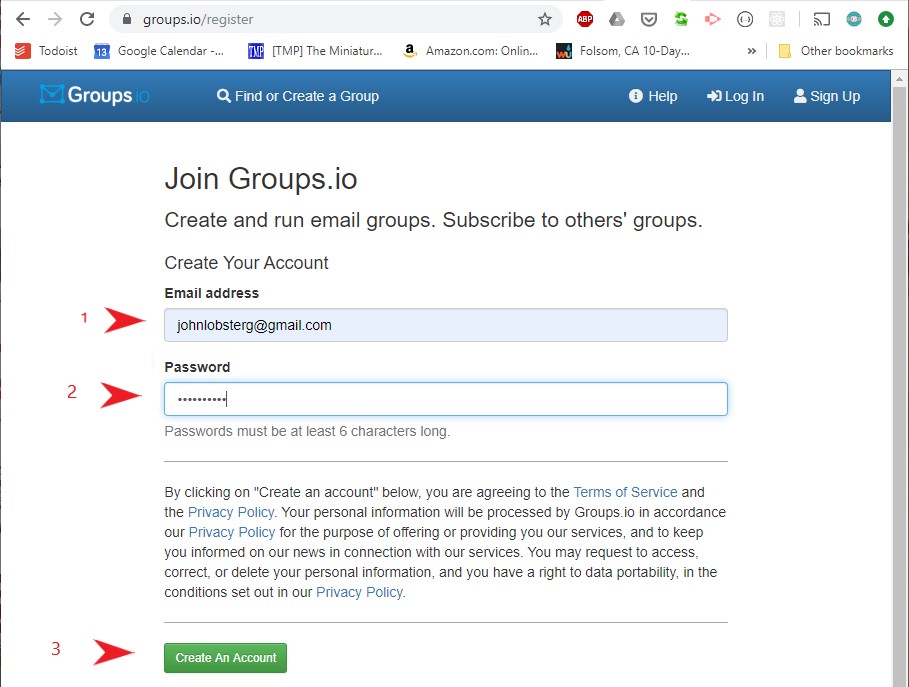 groups.io/register
ABP
Todoist
13 Google Calendar -...
TMP [TMP] The Miniatur...
a Amazon.com: Onlin...
Folsom, CA 10-Day...
»
Other bookmarks
Groups.io
Find or Create a Group
Help
Log In
Sign Up
Join Groups.io
Create and run email groups. Subscribe to others' groups.
Create Your Account
Email address
1
johnlobsterg@gmail.com
Password
2
••••••••••
Passwords must be at least 6 characters long.
By clicking on "Create an account" below, you are agreeing to the Terms of Service and
the Privacy Policy. Your personal information will be processed by Groups.io in accordance
our Privacy Policy for the purpose of offering or providing you our services, and to keep
you informed on our news in connection with our services. You may request to access,
correct, or delete your personal information, and you have a right to data portability, in the
conditions set out in our Privacy Policy.
3
Create An Account